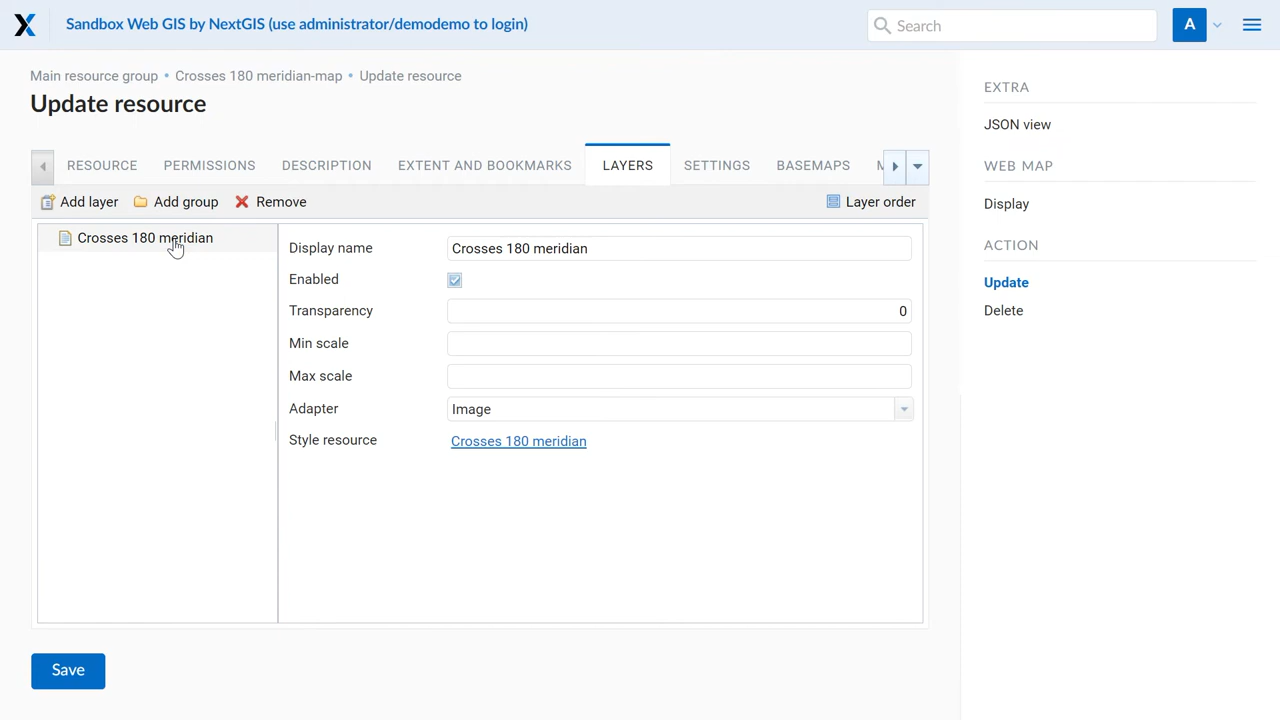 Sandbox Web GIS by NextGIS (use administrator/demodemo to login)
Search
A
Main resource group • Crosses 180 meridian-map • Update resource
Update resource
RESOURCE PERMISSIONS DESCRIPTION EXTENT AND BOOKMARKS LAYERS SETTINGS BASEMAPS
Add layer Add group Remove Layer order
Crosses 180 meridian
Display name Crosses 180 meridian
Enabled
Transparency 0
Min scale
Max scale
Adapter Image
Style resource Crosses 180 meridian
Save
EXTRA
JSON view
WEB MAP
Display
ACTION
Update
Delete